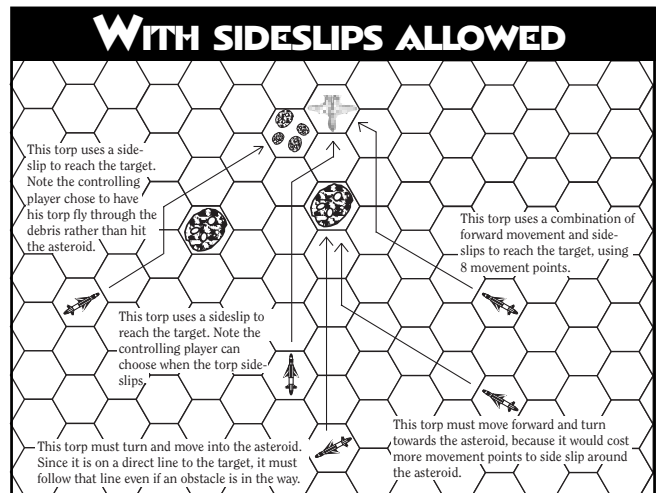 WITH SIDESLIPS ALLOWED
This torp uses a side-
slip to reach the target.
Note the controlling
player chose to have
his torp fly through the
debris rather than hit
the asteroid.
This torp uses a combination of
forward movement and side-
slips to reach the target, using
8 movement points.
This torp uses a sideslip to
reach the target. Note the
controlling player can
choose when the torp side-
slips.
This torp must turn and move into the asteroid.
Since it is on a direct line to the target, it must
follow that line even if an obstacle is in the way.
This torp must move forward and turn
towards the asteroid, because it would cost
more movement points to side slip around
the asteroid.